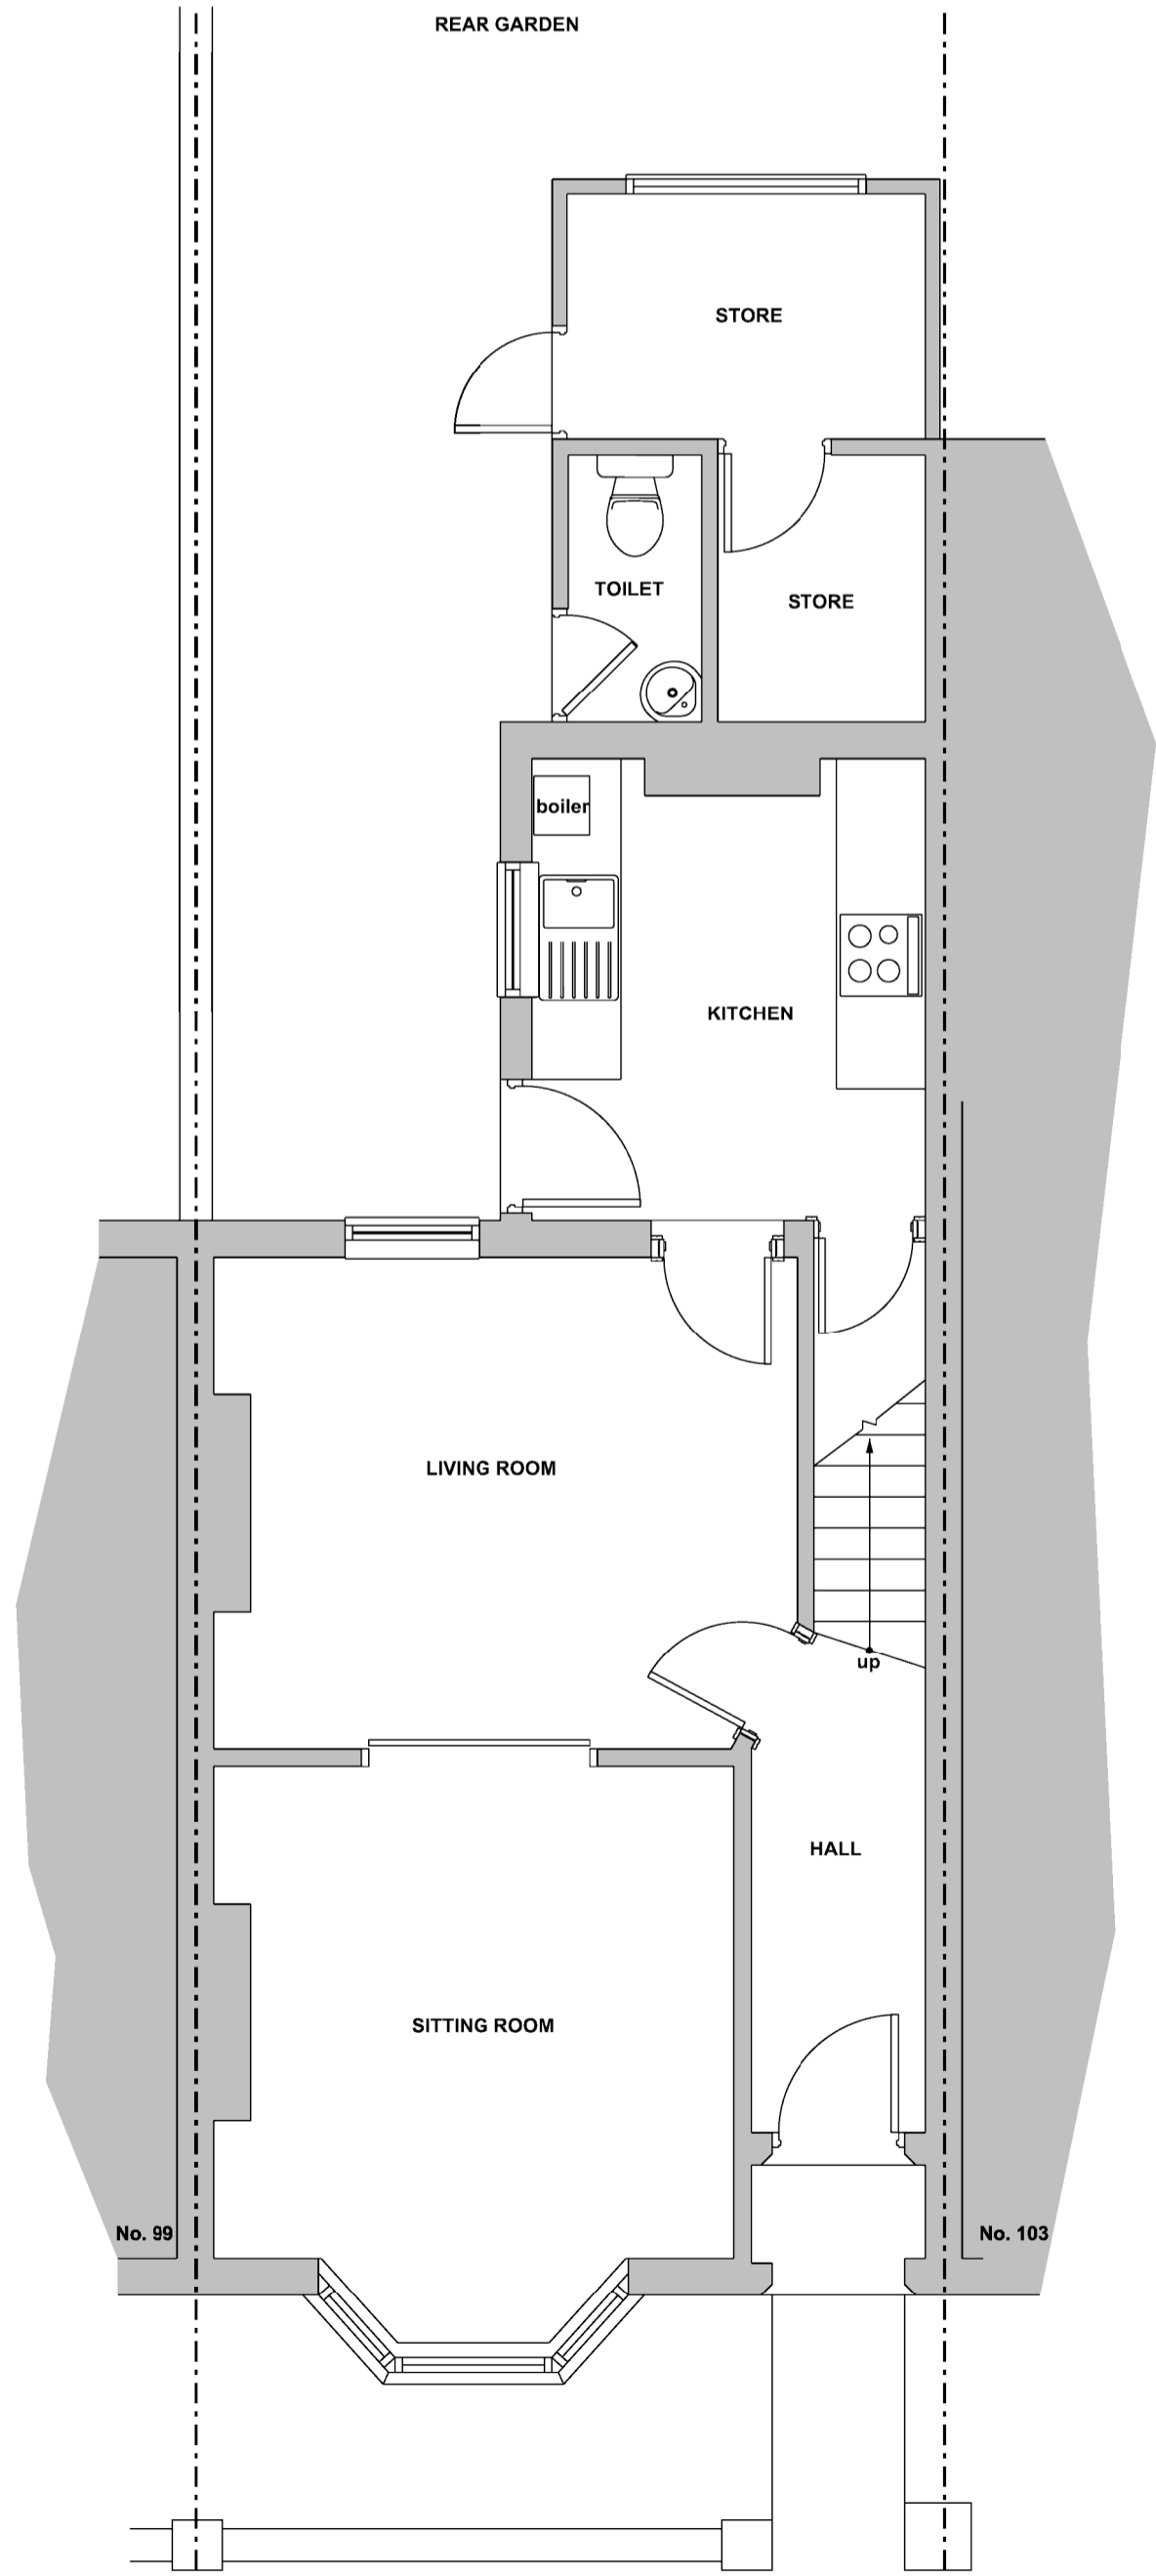 REAR GARDEN
STORE
TOILET
STORE
boiler
KITCHEN
LIVING ROOM
up
HALL
SITTING ROOM
No. 99
No. 103